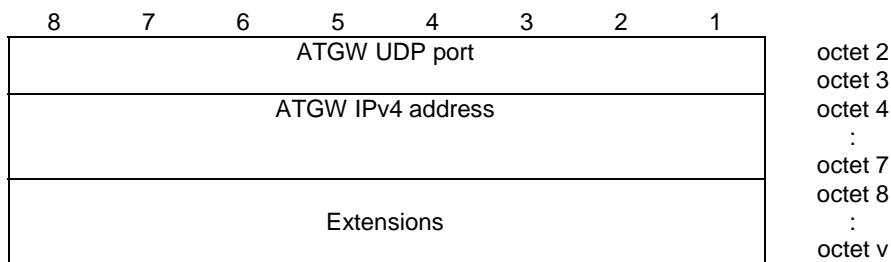 8 7 6 5 4 3 2 1
ATGW UDP port octet 2
octet 3
ATGW IPv4 address octet 4
:
octet 7
octet 8
Extensions :
octet v